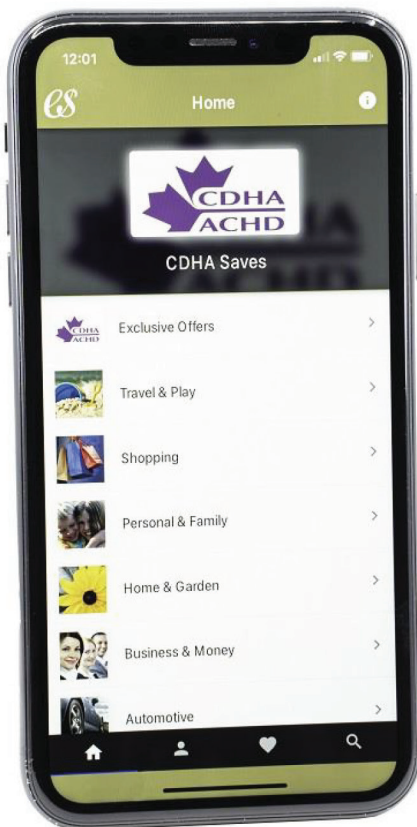 12:01
es
Home
CDHA
ACHD
CDHA Saves
CDHA
ACHD
Exclusive Offers
Travel & Play
Shopping
Personal & Family
Home & Garden
Business & Money
Automotive